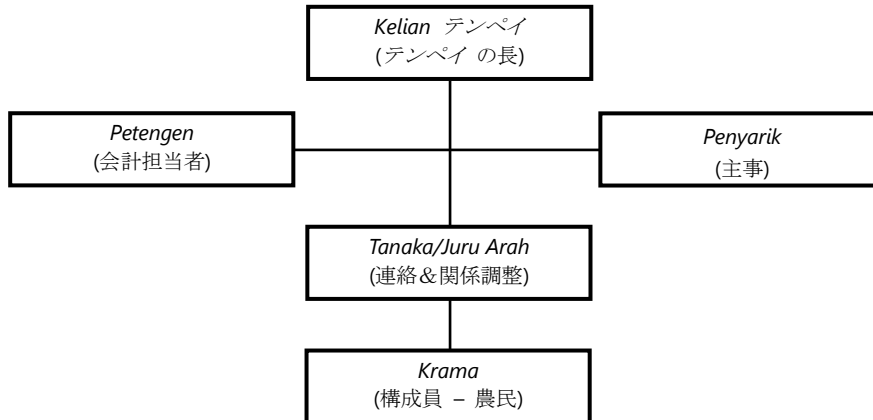 Kelian テンペイ
(テンペイ の長)
Petengen
(会計担当者)
Penyarik
(主事)
Tanaka/Juru Arah
(連絡＆関係調整)
Krama
(構成員 – 農民)